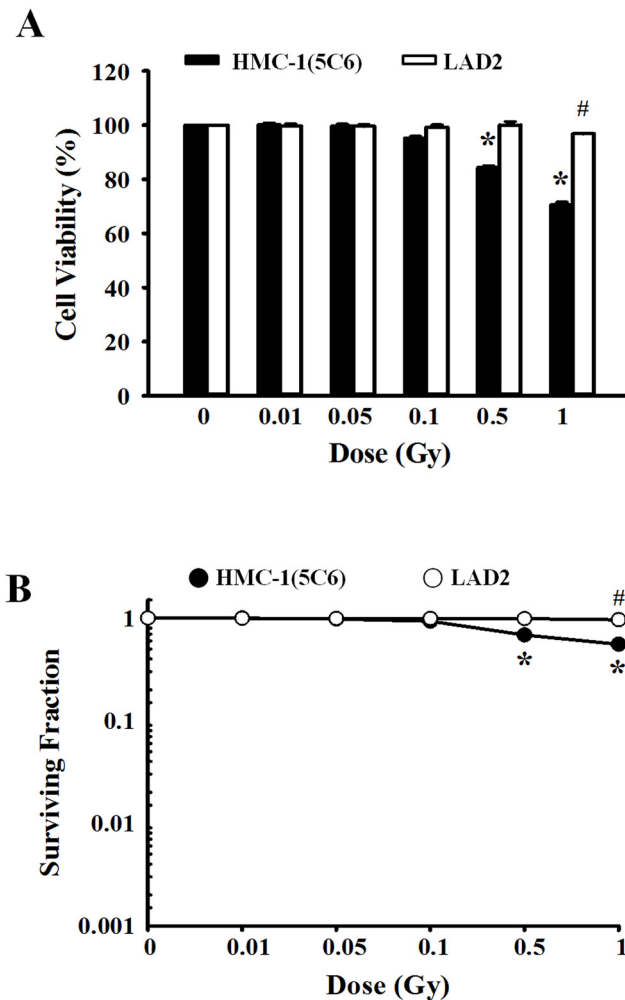 A
HMC-1(5C6) LAD2
Cell Viability (%)
120
100
80
60
40
20
0
* * #
0 0.01 0.05 0.1 0.5 1
Dose (Gy)
B
HMC-1(5C6) LAD2
Surviving Fraction
1
0.1
0.01
0.001
#
* *
0 0.01 0.05 0.1 0.5 1
Dose (Gy)